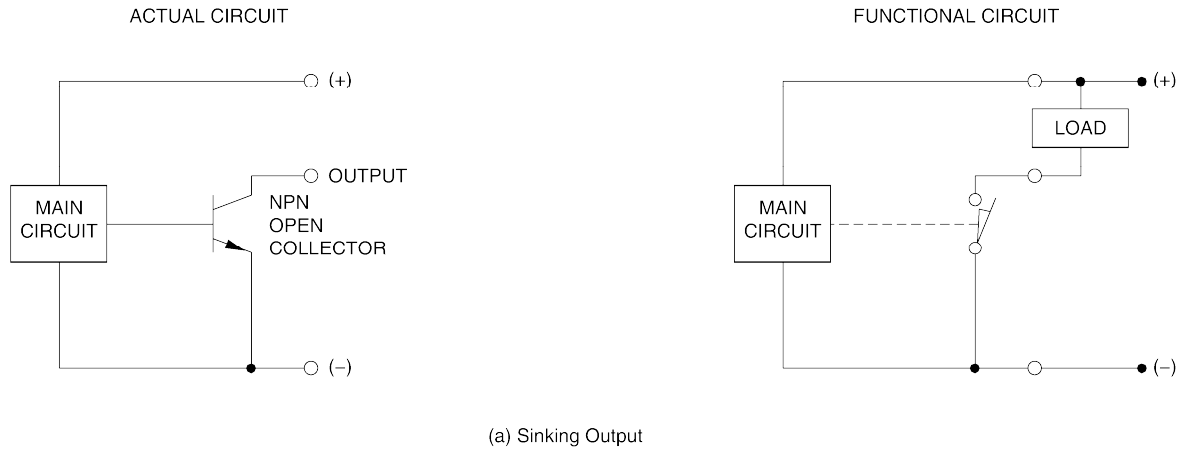 ACTUAL CIRCUIT
FUNCTIONAL CIRCUIT
(+)
(+)
LOAD
OUTPUT
MAIN
CIRCUIT
NPN
OPEN
COLLECTOR
MAIN
CIRCUIT
(−)
(−)
(a) Sinking Output